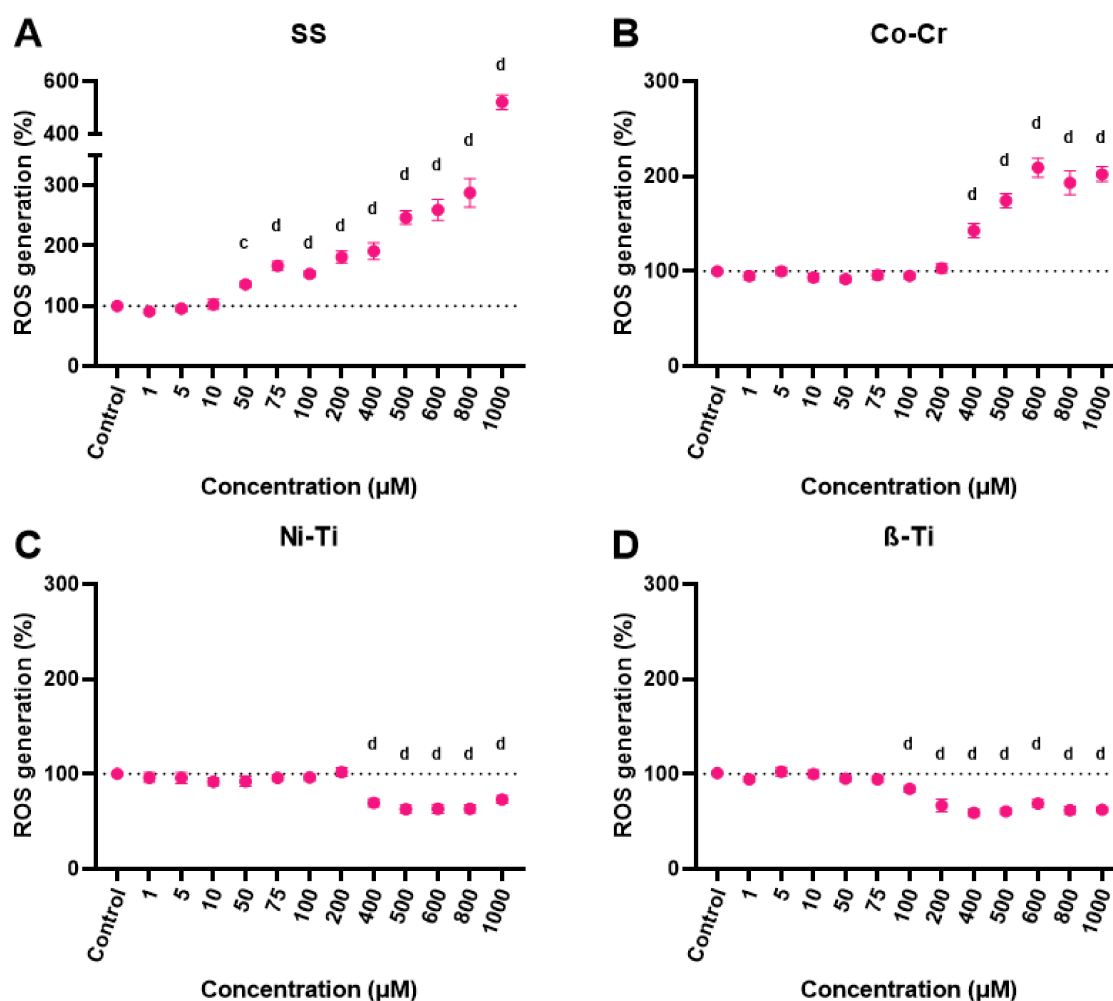 A
SS
ROS generation (%)
600
400
300
200
100
0
c
d
d
d
d
d
d
d
d
Control
1
5
10
50
75
100
200
400
500
600
800
1000
Concentration (µM)
B
Co-Cr
ROS generation (%)
300
200
100
0
d
d
d
d
d
Control
1
5
10
50
75
100
200
400
500
600
800
1000
Concentration (µM)
C
Ni-Ti
ROS generation (%)
300
200
100
0
d
d
d
d
d
Control
1
5
10
50
75
100
200
400
500
600
800
1000
Concentration (µM)
D
ß-Ti
ROS generation (%)
300
200
100
0
d
d
d
d
d
d
d
Control
1
5
10
50
75
100
200
400
500
600
800
1000
Concentration (µM)